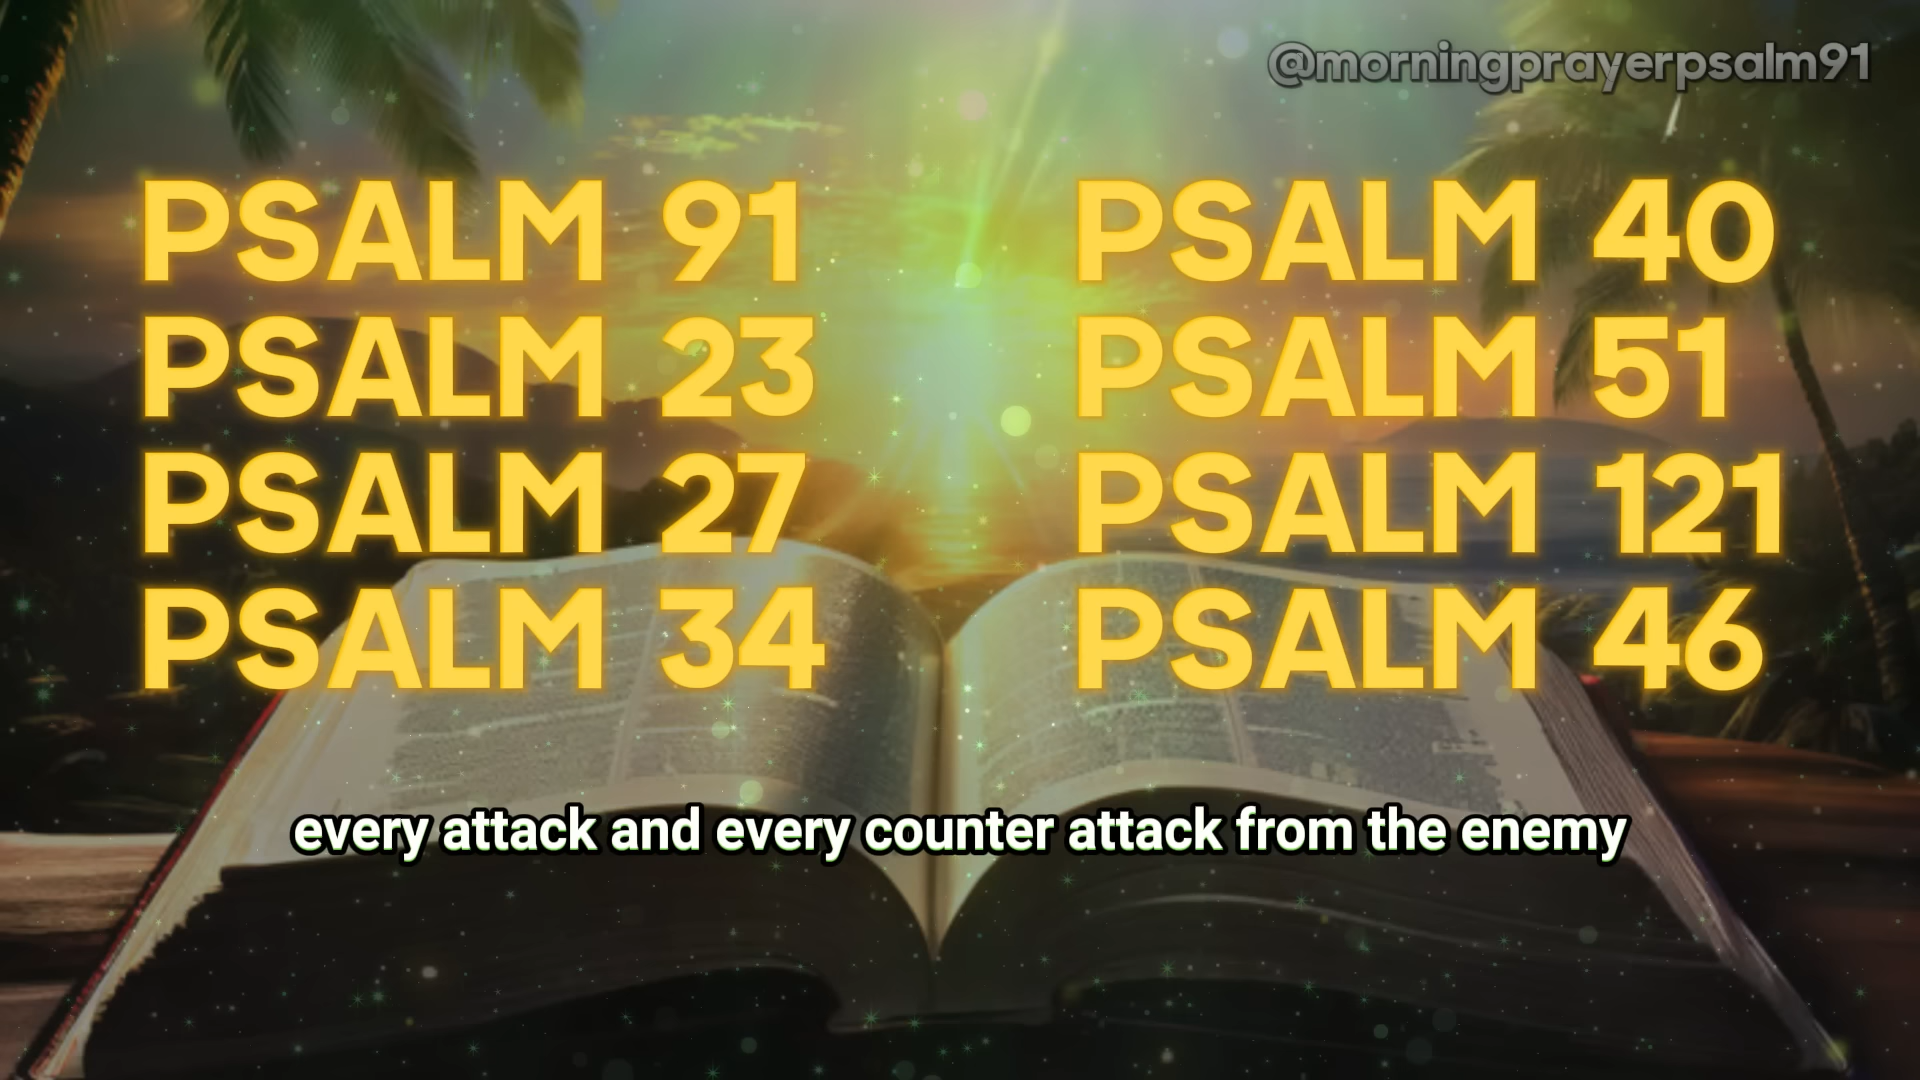 @morningprayerpsalm91
PSALM 91
PSALM 23
PSALM 27
PSALM 34
PSALM 40
PSALM 51
PSALM 121
PSALM 46
every attack and every counter attack from the enemy